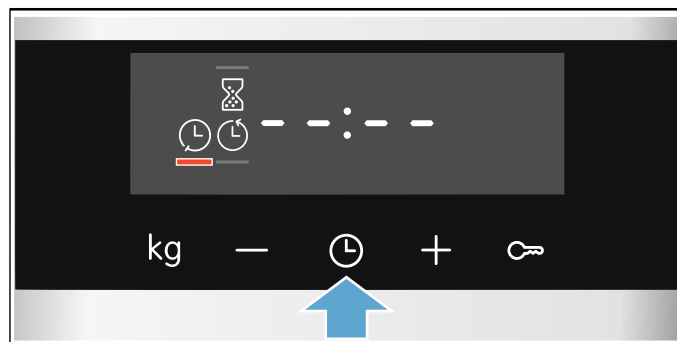 --:--
kg — +